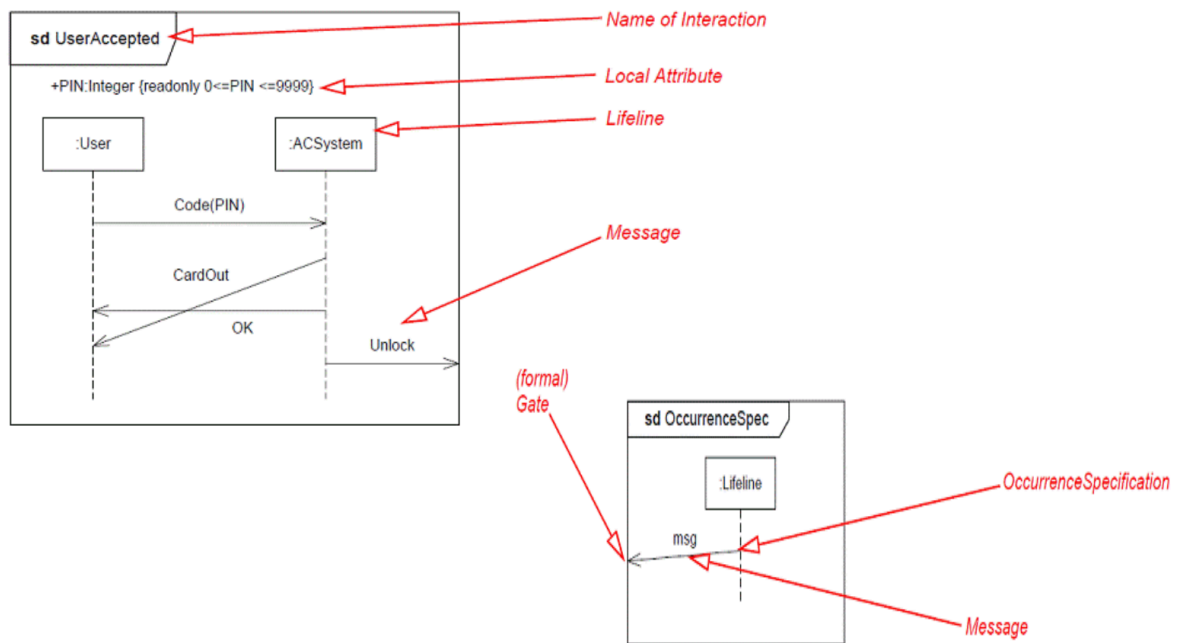 Name of Interaction
sd UserAccepted
+PIN:Integer {readonly 0<=PIN <=9999}
Local Attribute
Lifeline
:User
:ACSystem
Code(PIN)
Message
CardOut
OK
Unlock
(formal)
Gate
sd OccurrenceSpec
:Lifeline
OccurrenceSpecification
msg
Message